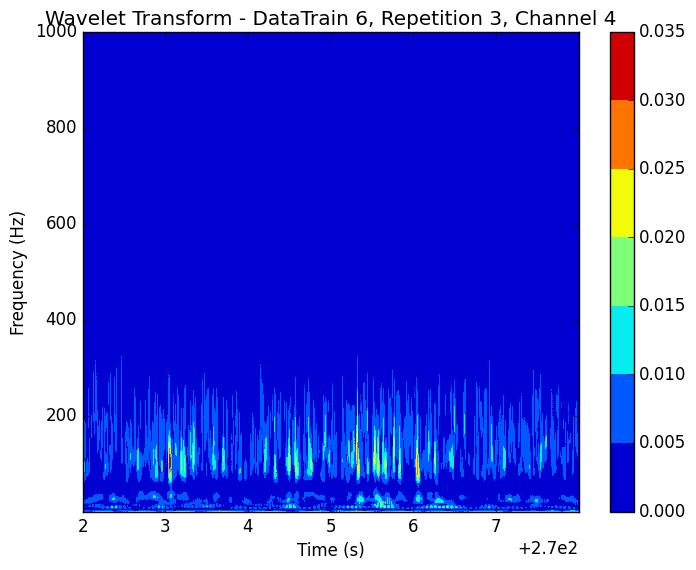 Wavelet Transform - DataTrain 6, Repetition 3, Channel 4
1000
800
600
400
200
Frequency (Hz)
2 3 4 5 6 7
Time (s)
+2.7e2
0.035
0.030
0.025
0.020
0.015
0.010
0.005
0.000